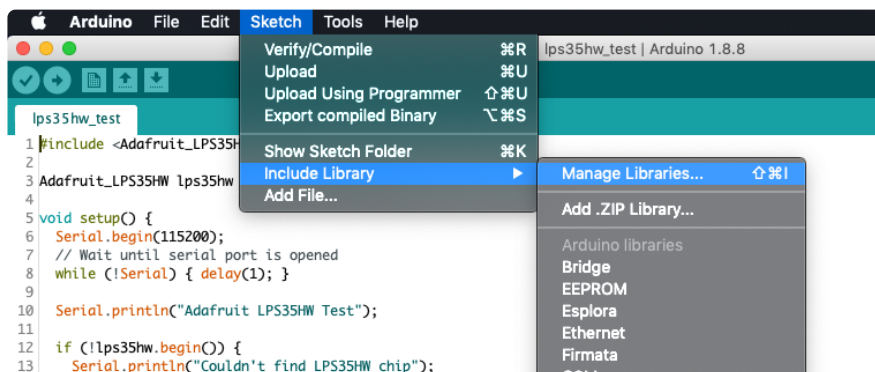 Arduino File Edit Sketch Tools Help
lps35hw_test | Arduino 1.8.8
Verify/Compile ⌘R
Upload ⌘U
Upload Using Programmer ⇧⌘U
Export compiled Binary ⌥⌘S
Show Sketch Folder ⌘K
Include Library ▶
Add File...
Manage Libraries... ⇧⌘I
Add .ZIP Library...
Arduino libraries
Bridge
EEPROM
Esplora
Ethernet
Firmata
lps35hw_test
1 #include <Adafruit_LPS35H
2
3 Adafruit_LPS35HW lps35hw
4
5 void setup() {
6 Serial.begin(115200);
7 // Wait until serial port is opened
8 while (!Serial) { delay(1); }
9
10 Serial.println("Adafruit LPS35HW Test");
11
12 if (!lps35hw.begin()) {
13 Serial.println("Couldn't find LPS35HW chip");